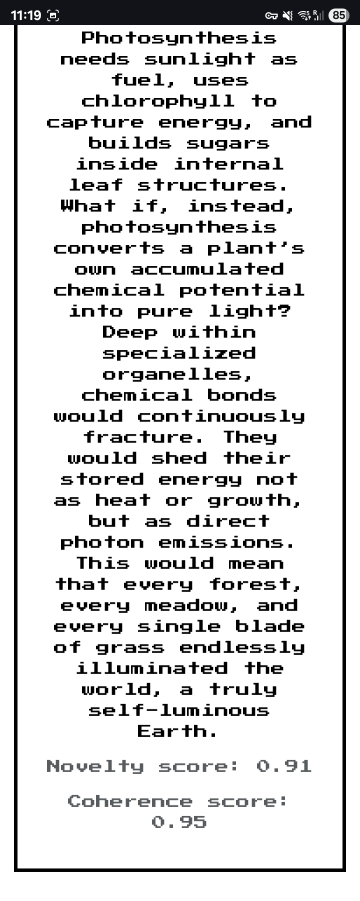 11:19
85
Photosynthesis
needs sunlight as
fuel, uses
chlorophyll to
capture energy, and
builds sugars
inside internal
leaf structures.
What if, instead,
photosynthesis
converts a plant's
own accumulated
chemical potential
into pure light?
Deep within
specialized
organelles,
chemical bonds
would continuously
fracture. They
would shed their
stored energy not
as heat or growth,
but as direct
photon emissions.
This would mean
that every forest,
every meadow, and
every single blade
of grass endlessly
illuminated the
world, a truly
self-luminous
Earth.
Novelty score: 0.91
Coherence score:
0.95